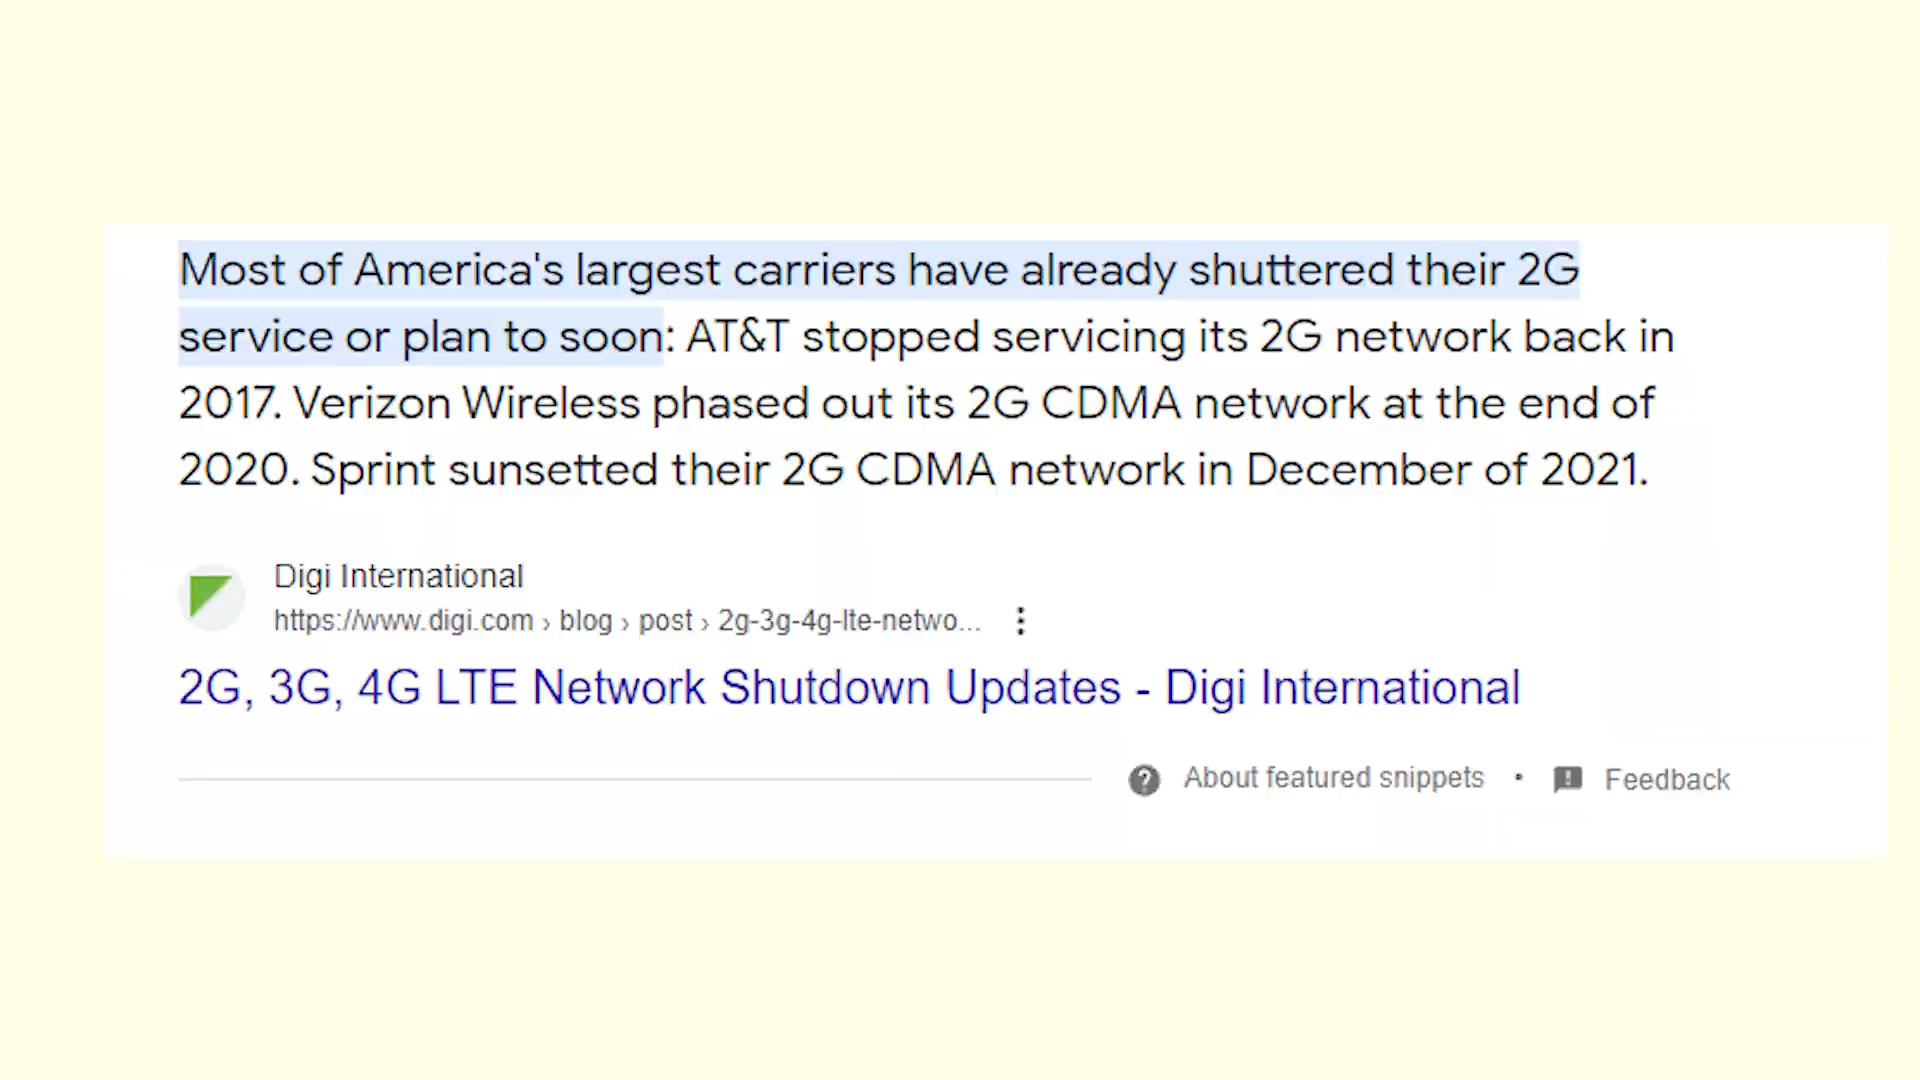 Most of America's largest carriers have already shuttered their 2G
service or plan to soon: AT&T stopped servicing its 2G network back in
2017. Verizon Wireless phased out its 2G CDMA network at the end of
2020. Sprint sunsetted their 2G CDMA network in December of 2021.
Digi International
https://www.digi.com › blog › post › 2g-3g-4g-lte-netwo...
2G, 3G, 4G LTE Network Shutdown Updates - Digi International
About featured snippets • Feedback